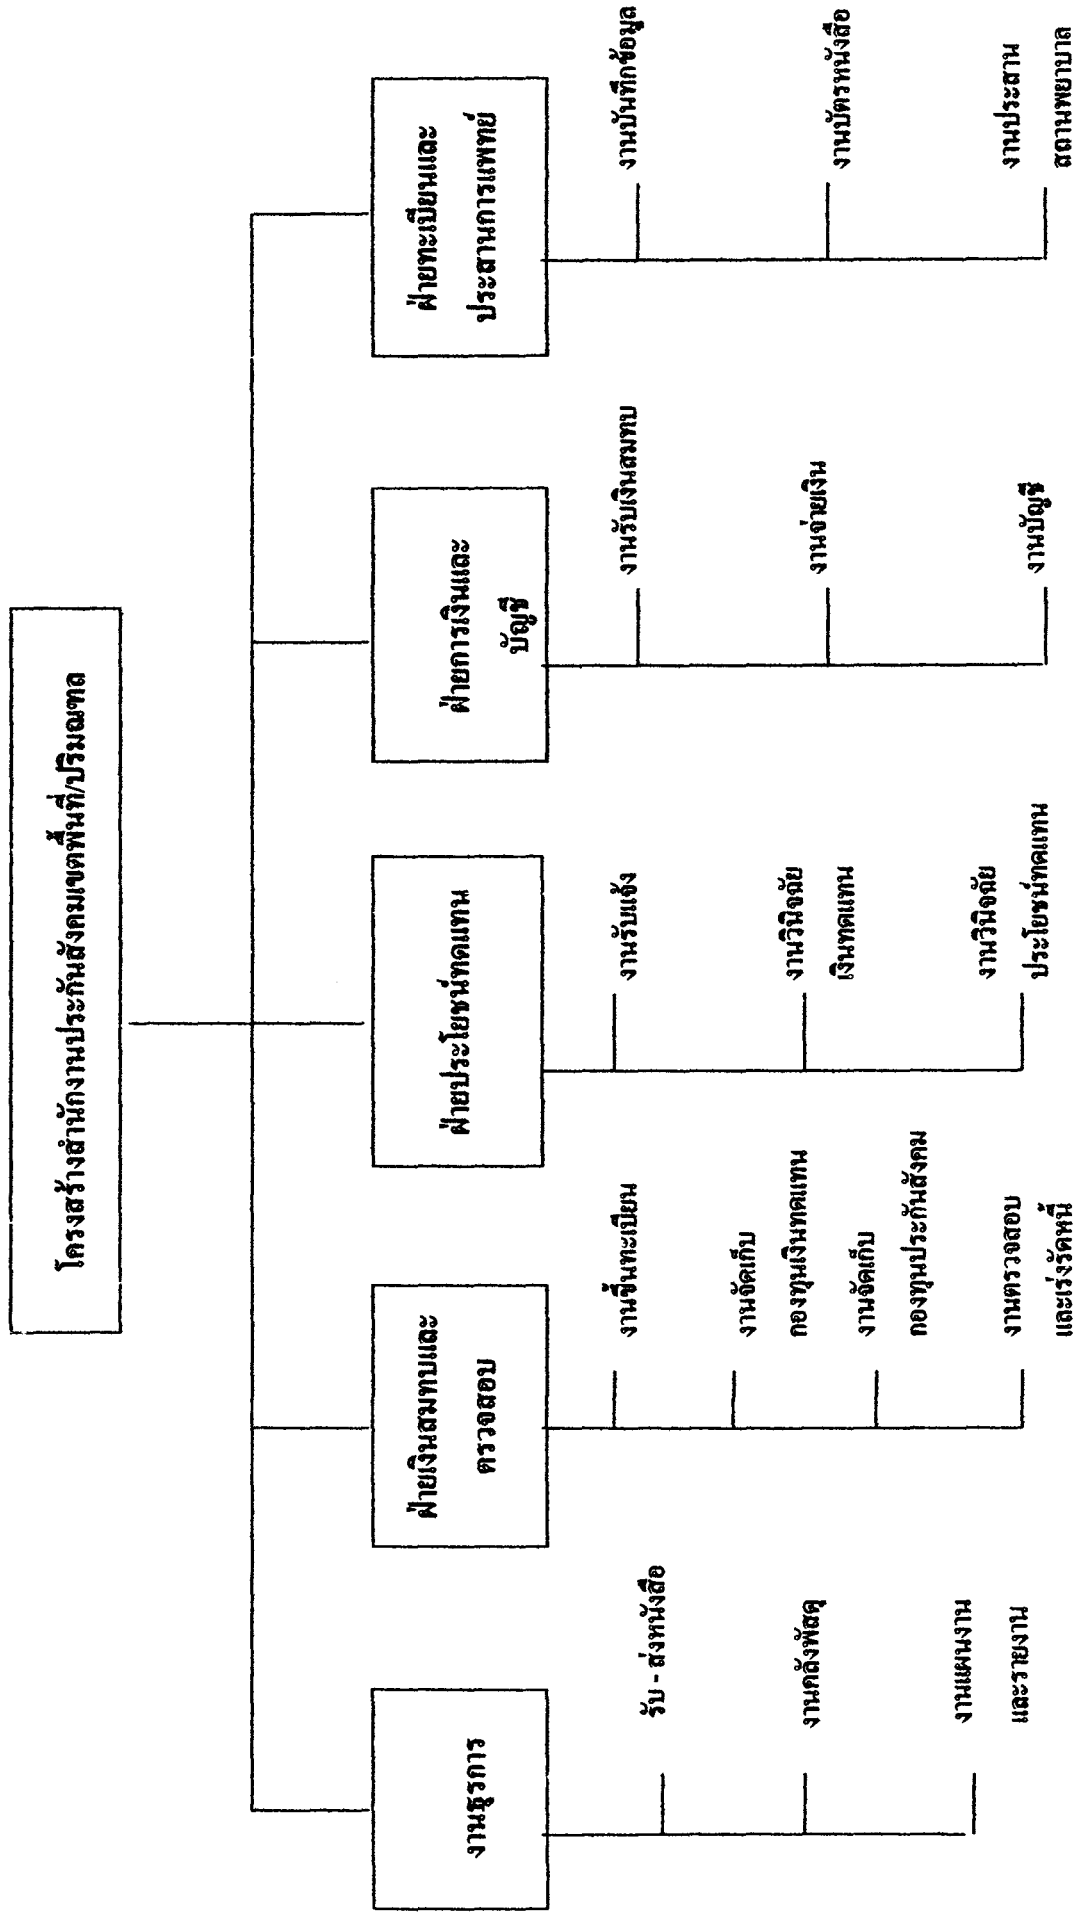 โครงสร้างสำนักงานประกันสังคมเขตพื้นที่/ปริมณฑล
งานธุรการ
รับ - ส่งหนังสือ
งานคลังพัสดุ
งานแผนงาน
และรายงาน
ฝ่ายเงินสมทบและ
ตรวจสอบ
งานขึ้นทะเบียน
งานจัดเก็บ
กองทุนเงินทดแทน
งานจัดเก็บ
กองทุนประกันสังคม
งานตรวจสอบ
และเร่งรัดหนี้
ฝ่ายประโยชน์ทดแทน
งานรับแจ้ง
งานวินิจฉัย
เงินทดแทน
งานวินิจฉัย
ประโยชน์ทดแทน
ฝ่ายการเงินและ
บัญชี
งานรับเงินสมทบ
งานจ่ายเงิน
งานบัญชี
ฝ่ายทะเบียนและ
ประสานการแพทย์
งานบันทึกข้อมูล
งานบัตรหนังสือ
งานประสาน
สถานพยาบาล